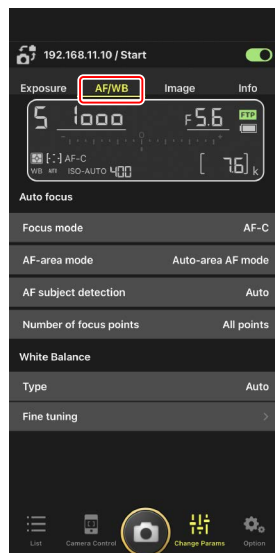 192.168.11.10 / Start
Exposure AF/WB Image Info
S 1000 F5.6 FTP
AF-C
WB ISO-AUTO 400 [ 7.6] k
Auto focus
Focus mode AF-C
AF-area mode Auto-area AF mode
AF subject detection Auto
Number of focus points All points
White Balance
Type Auto
Fine tuning >
List Camera Control Change Params Option